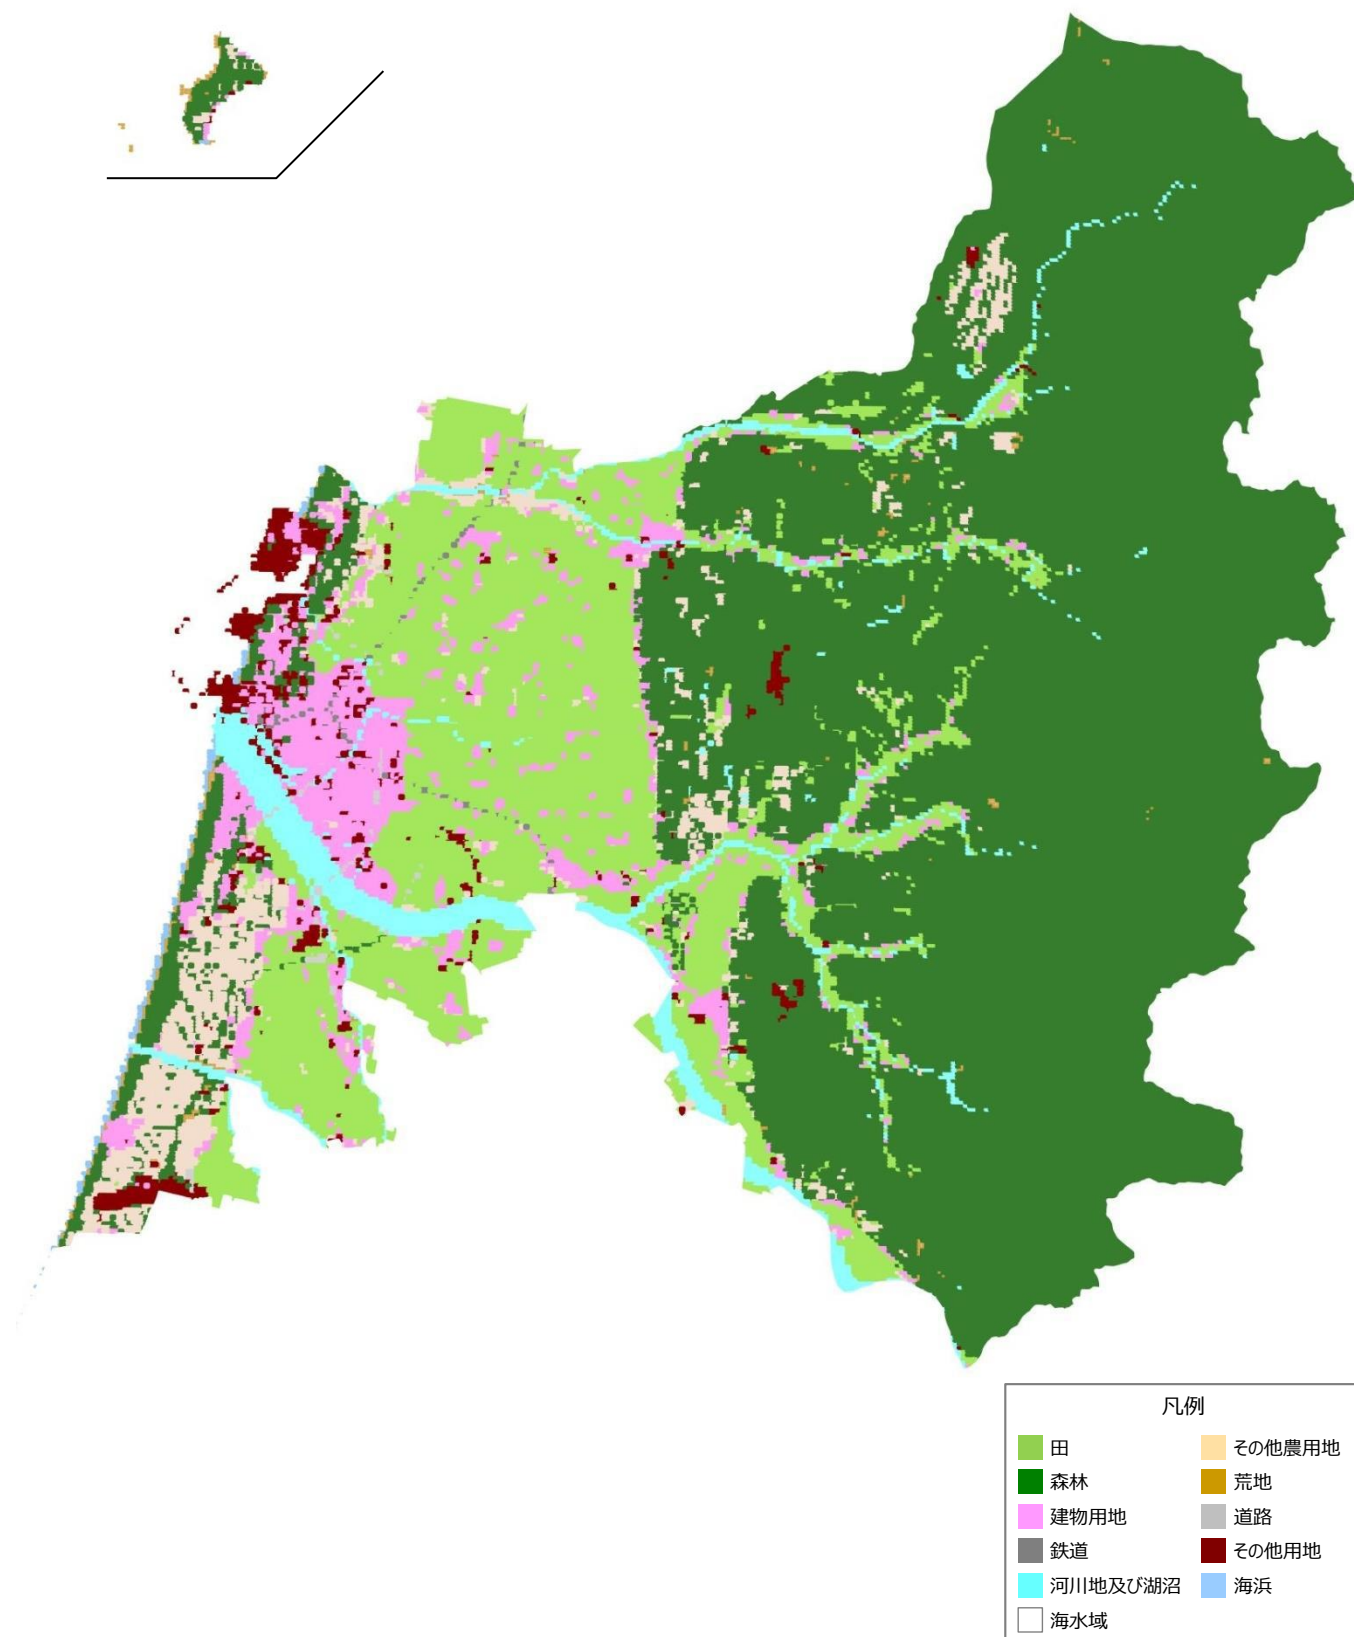 凡例
田
その他農用地
森林
荒地
建物用地
道路
鉄道
その他用地
河川地及び湖沼
海浜
海水域